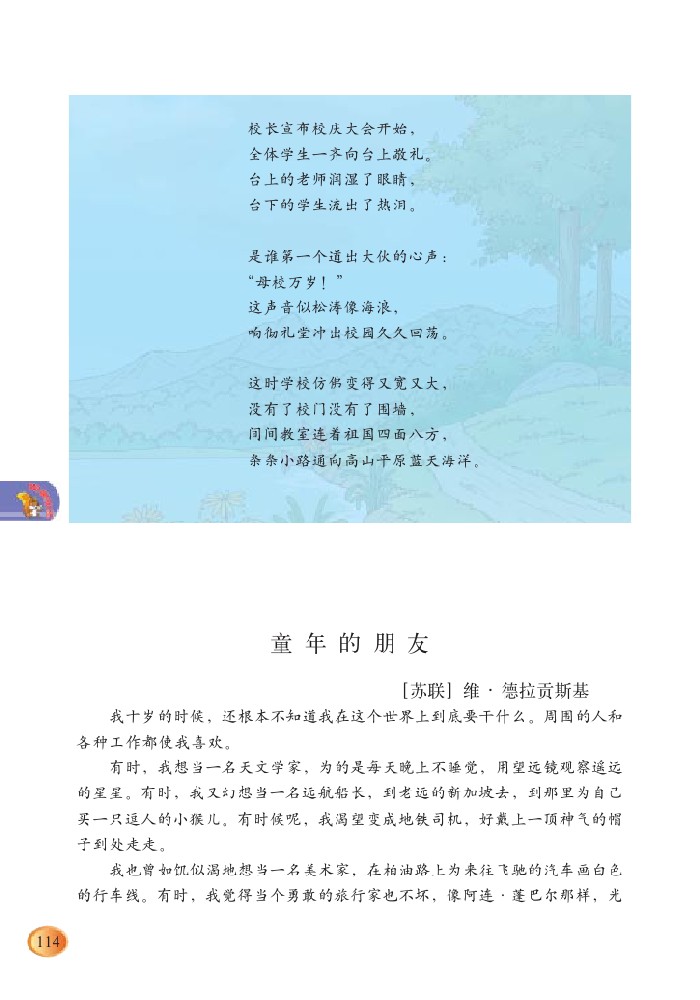 校长宣布校庆大会开始，
全体学生一齐向台上敬礼。
台上的老师润湿了眼睛，
台下的学生流出了热泪。
是谁第一个道出大伙的心声：
“母校万岁！”
这声音似松涛像海浪，
响彻礼堂冲出校园久久回荡。
这时学校仿佛变得又宽又大，
没有了校门没有了围墙，
间间教室连着祖国四面八方，
条条小路通向高山平原蓝天海洋。
童年的朋友
［苏联］维·德拉贡斯基
我十岁的时候，还根本不知道我在这个世界上到底要干什么。周围的人和
各种工作都使我喜欢。
有时，我想当一名天文学家，为的是每天晚上不睡觉，用望远镜观察遥远
的星星。有时，我又幻想当一名远航船长，到老远的新加坡去，到那里为自己
买一只逗人的小猴儿。有时候呢，我渴望变成地铁司机，好戴上一顶神气的帽
子到处走走。
我也曾如饥似渴地想当一名美术家，在柏油路上为来往飞驰的汽车画白色
的行车线。有时，我觉得当个勇敢的旅行家也不坏，像阿连·蓬巴尔那样，光
114